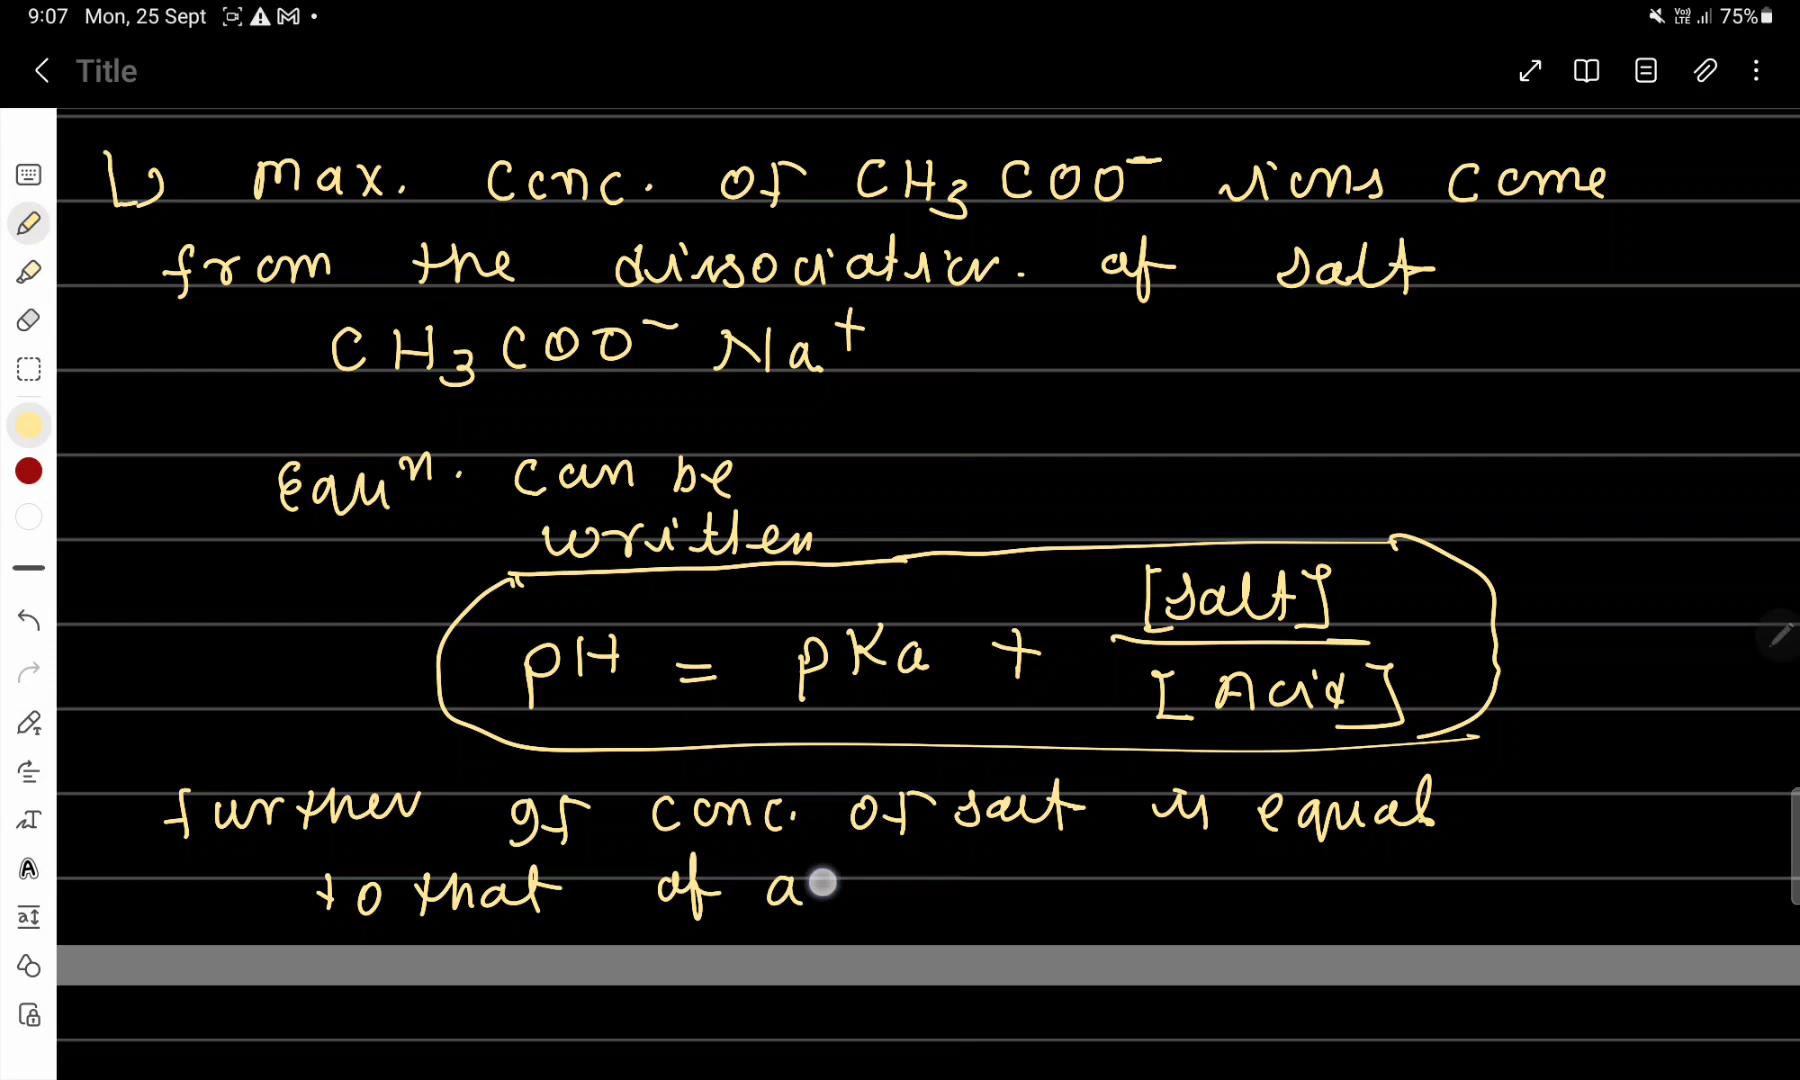 9:07 Mon, 25 Sept 75%
Title
↳ Max. Conc. of CH₃COO⁻ ions come
from the dissociation. of salt
CH₃COO⁻ Na⁺
Equⁿ. can be
written
pH = pKa + [Salt] / [Acid]
further If conc. of salt is equal
to that of a